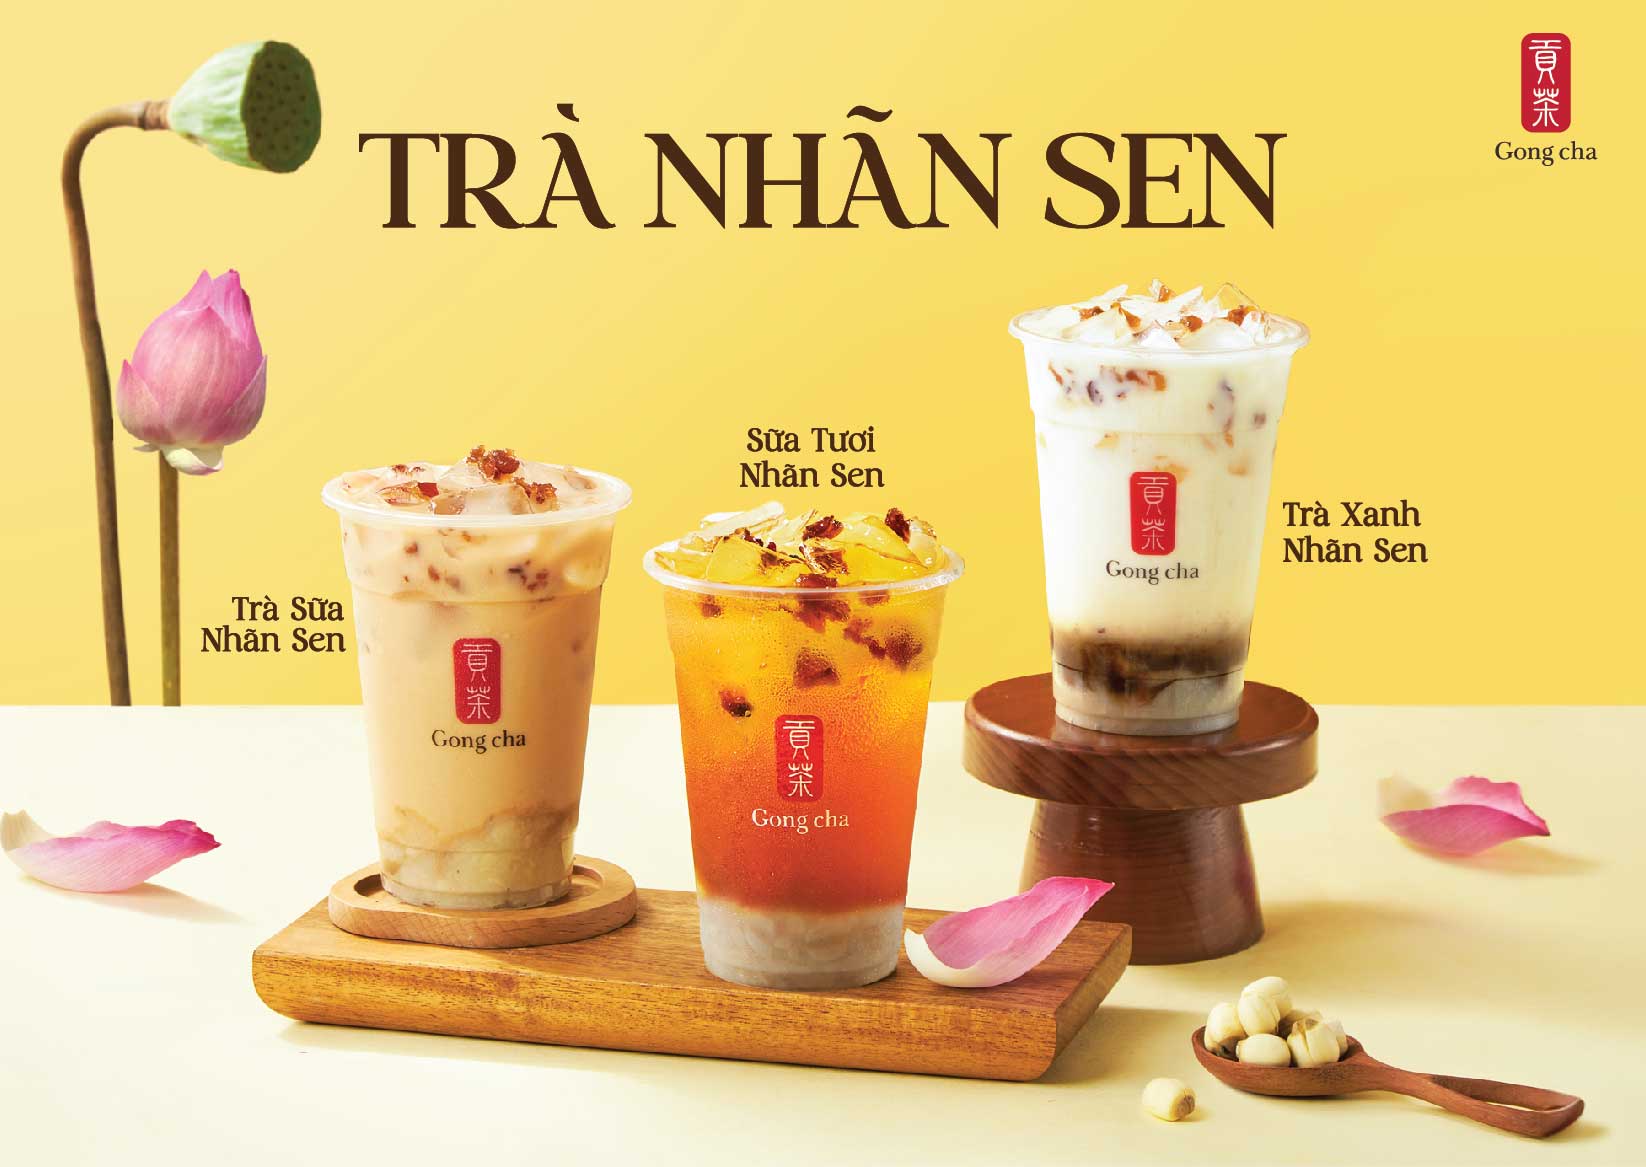 TRÀ NHÃN SEN
貢茶
Gong cha
Sữa Tươi
Nhãn Sen
Trà Xanh
Nhãn Sen
Trà Sữa
Nhãn Sen
貢茶
Gong cha
貢茶
Gong cha
貢茶
Gong cha